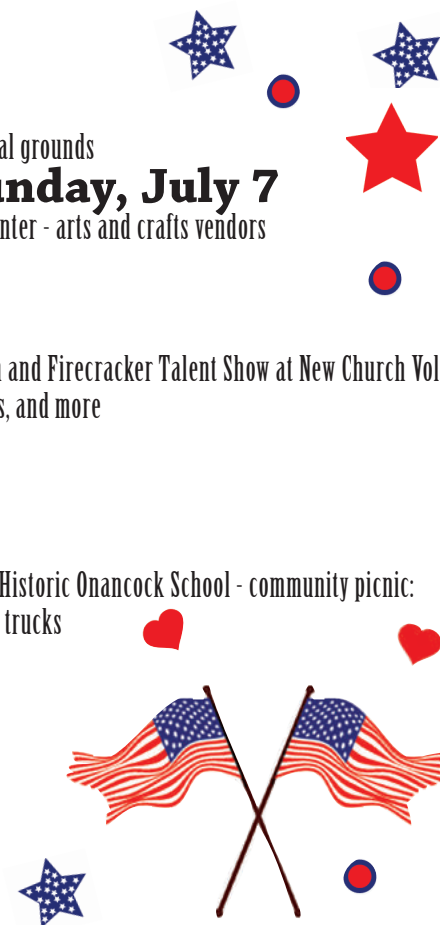 al grounds
unday, July 7
nter - arts and crafts vendors
and Firecracker Talent Show at New Church Vol
s, and more
Historic Onancock School - community picnic:
trucks